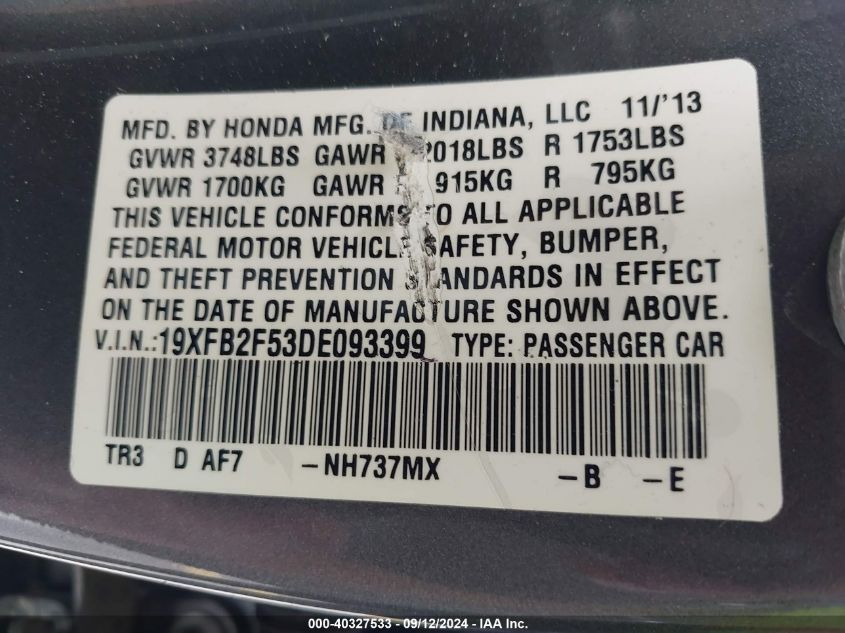 MFD. BY HONDA MFG. OF INDIANA, LLC 11/'13
GVWR 3748LBS GAWR 2018LBS R 1753LBS
GVWR 1700KG GAWR 915KG R 795KG
THIS VEHICLE CONFORMS TO ALL APPLICABLE
FEDERAL MOTOR VEHICLE SAFETY, BUMPER,
AND THEFT PREVENTION STANDARDS IN EFFECT
ON THE DATE OF MANUFACTURE SHOWN ABOVE.
V.I.N.:19XFB2F53DE093399 TYPE: PASSENGER CAR
TR3 D AF7 -NH737MX -B -E
000-40327533 - 09/12/2024 - IAA Inc.